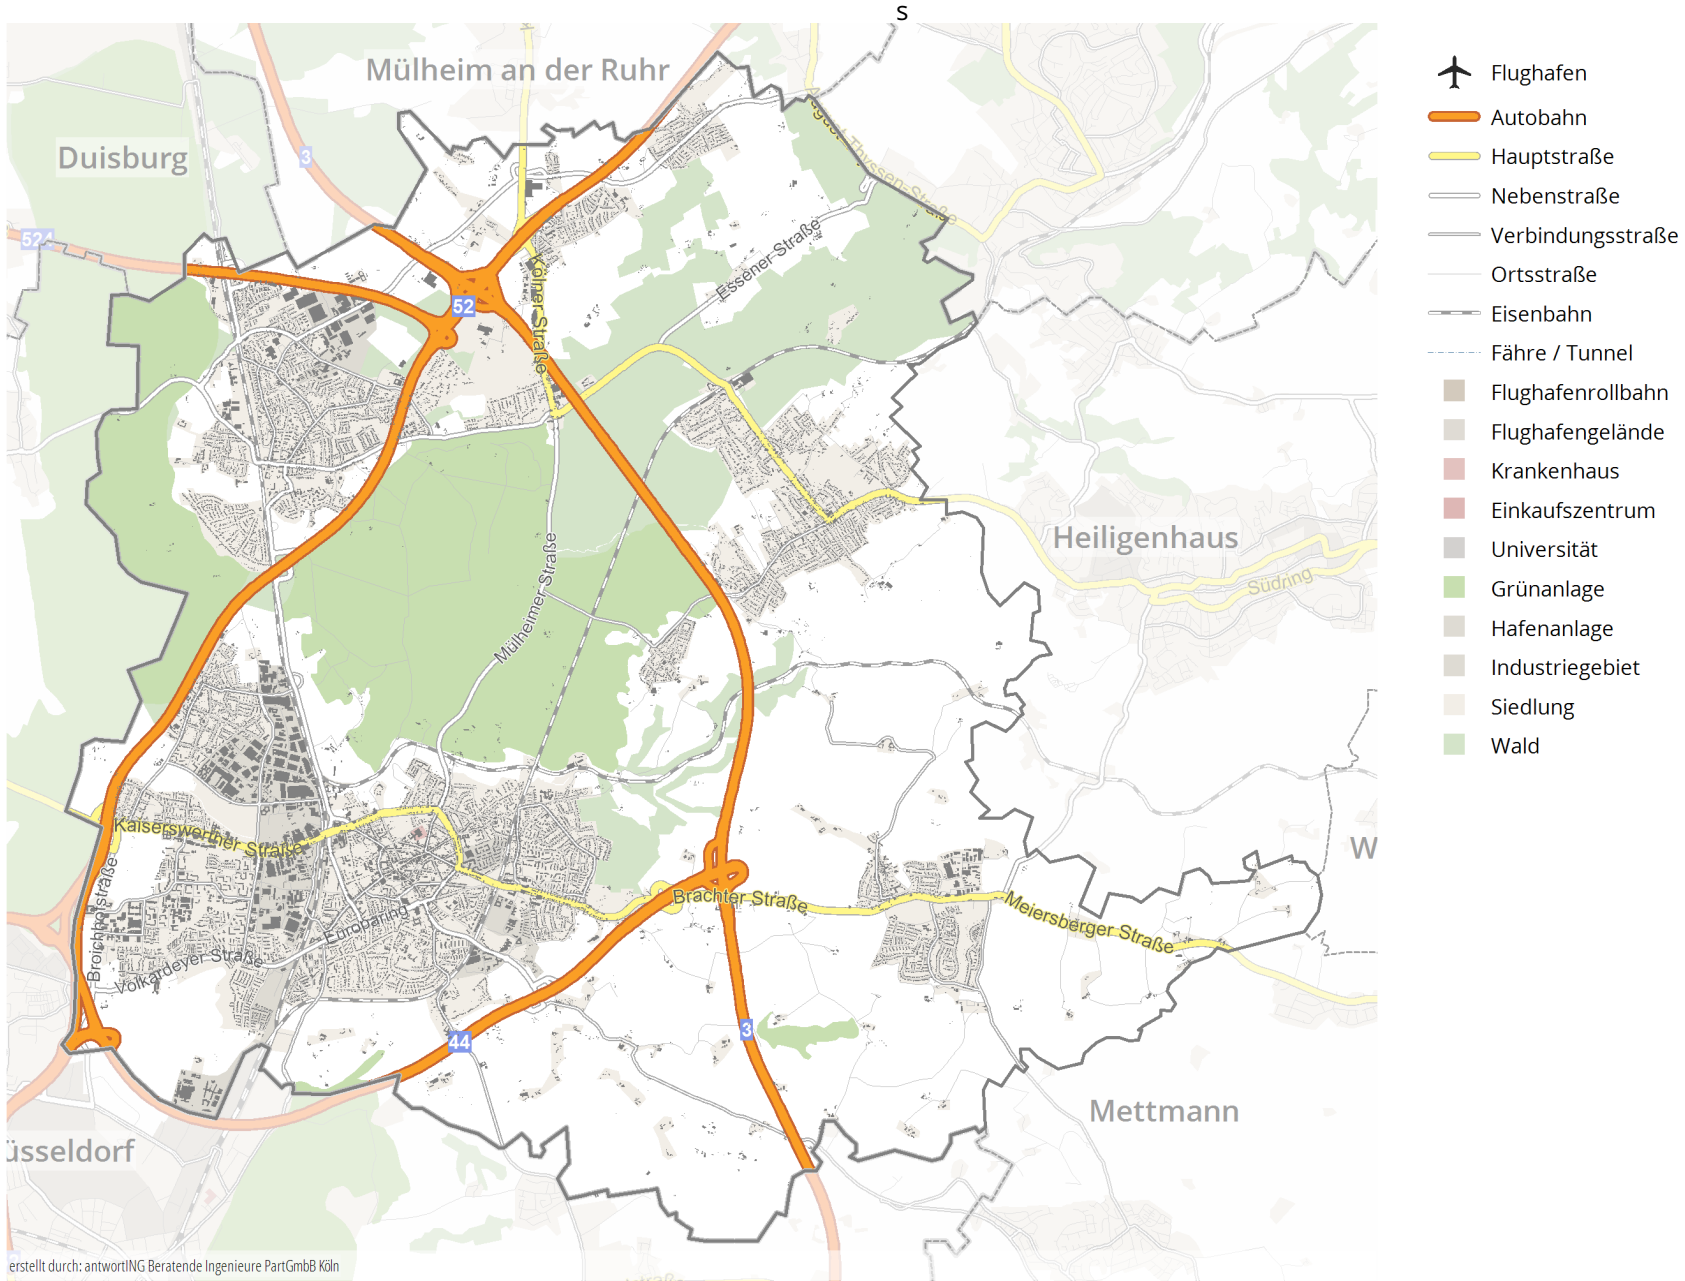 s
Mülheim an der Ruhr
Duisburg
3
524
52
Kölner Straße
Essener Straße
Thyssen-Straße
Heiligenhaus
Südring
Mülheimer Straße
Kaiserswerther Straße
Broichhofstraße
Volkardeyer Straße
Eurobaring
Brachter Straße
Meiersberger Straße
W
44
3
Mettmann
üsseldorf
erstellt durch: antwortING Beratende Ingenieure PartGmbB Köln
Flughafen
Autobahn
Hauptstraße
Nebenstraße
Verbindungsstraße
Ortsstraße
Eisenbahn
Fähre / Tunnel
Flughafenrollbahn
Flughafengelände
Krankenhaus
Einkaufszentrum
Universität
Grünanlage
Hafenanlage
Industriegebiet
Siedlung
Wald